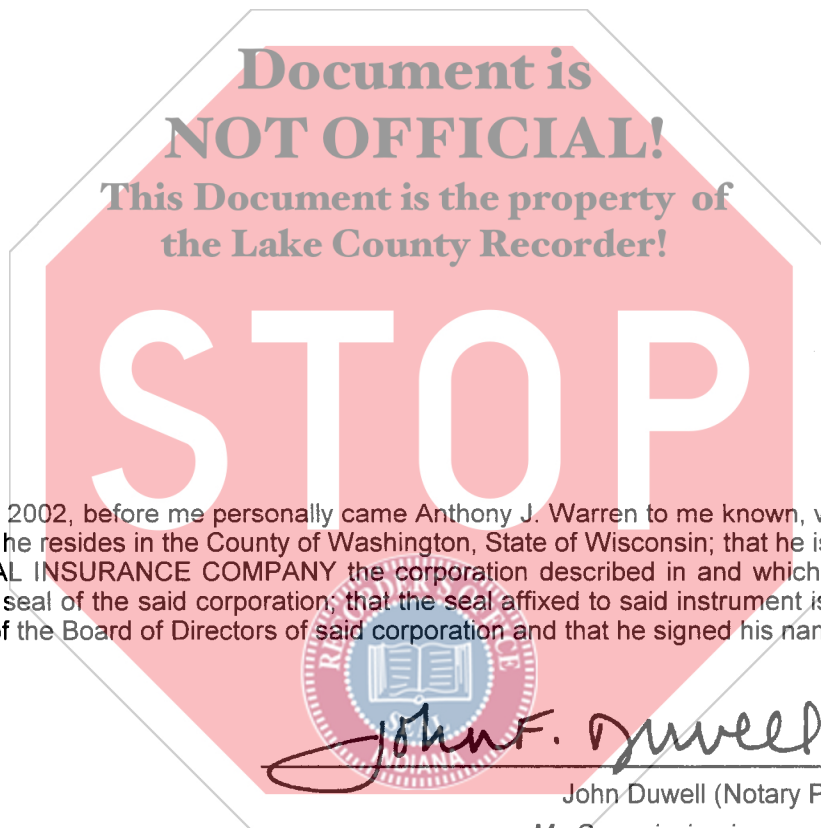 Document is
NOT OFFICIAL!
This Document is the property of
the Lake County Recorder!
STOP
2002, before me personally came Anthony J. Warren to me known,
he resides in the County of Washington, State of Wisconsin; that he is
AL INSURANCE COMPANY the corporation described in and which
seal of the said corporation; that the seal affixed to said instrument is
of the Board of Directors of said corporation and that he signed his nam
RECORDER'S OFFICE
INDIANA
John F. Duwell
John Duwell (Notary P